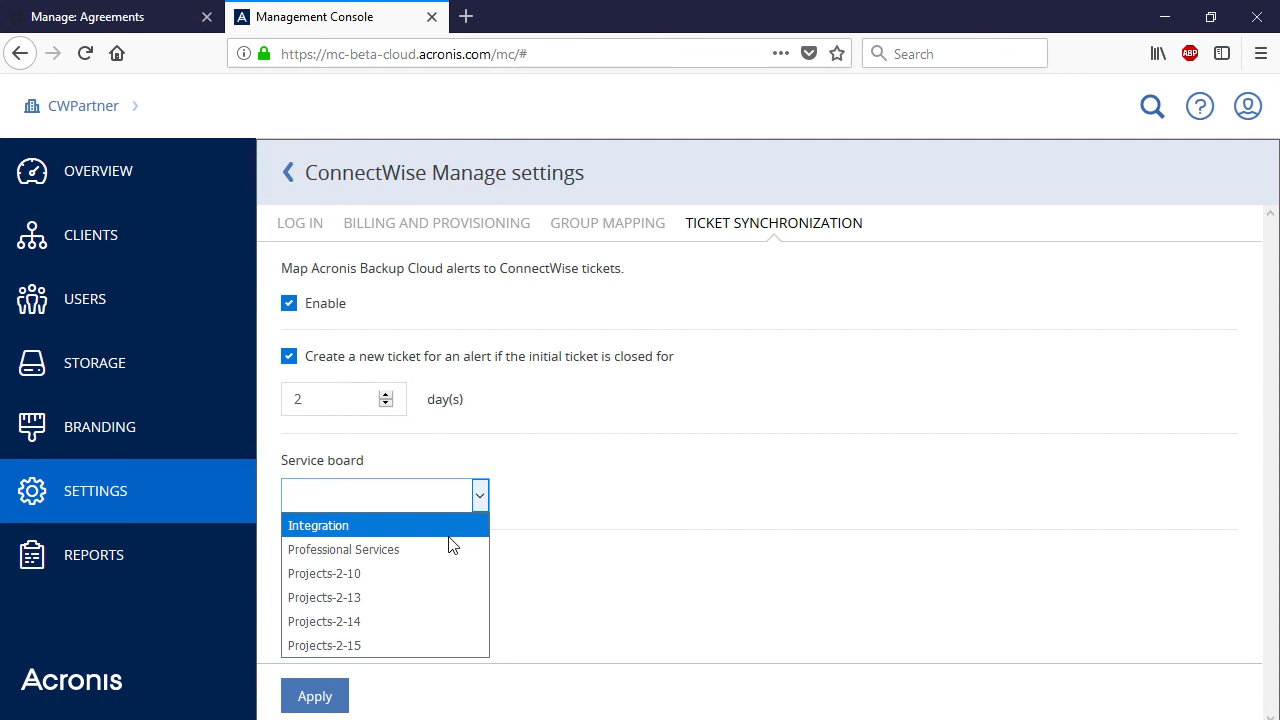 Manage: Agreements
Management Console
https://mc-beta-cloud.acronis.com/mc/#
Search
ABP
CWPartner
OVERVIEW
CLIENTS
USERS
STORAGE
BRANDING
SETTINGS
REPORTS
Acronis
ConnectWise Manage settings
LOG IN BILLING AND PROVISIONING GROUP MAPPING TICKET SYNCHRONIZATION
Map Acronis Backup Cloud alerts to ConnectWise tickets.
Enable
Create a new ticket for an alert if the initial ticket is closed for
2 day(s)
Service board
Integration
Professional Services
Projects-2-10
Projects-2-13
Projects-2-14
Projects-2-15
Apply